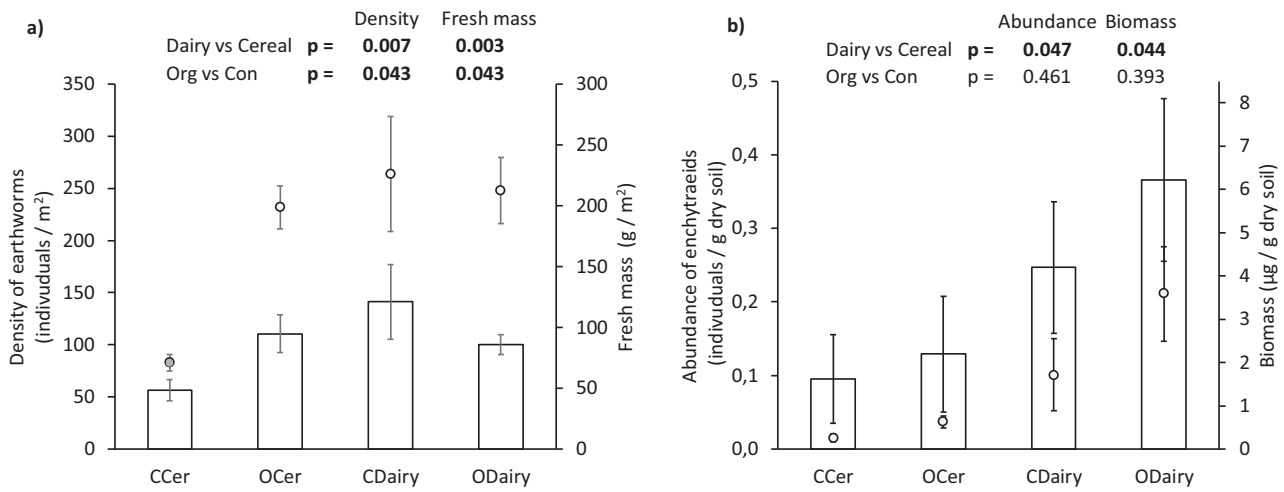 a)
Density Fresh mass
Dairy vs Cereal p = 0.007 0.003
Org vs Con p = 0.043 0.043
350
300
250
200
150
100
50
0
Density of earthworms
(indivuduals / m²)
300
250
200
150
100
50
0
Fresh mass (g / m²)
CCer OCer CDairy ODairy
b)
Abundance Biomass
Dairy vs Cereal p = 0.047 0.044
Org vs Con p = 0.461 0.393
0,5
0,4
0,3
0,2
0,1
0,0
Abundance of enchytraeids
(indivuduals / g dry soil)
8
7
6
5
4
3
2
1
0
Biomass (µg / g dry soil)
CCer OCer CDairy ODairy